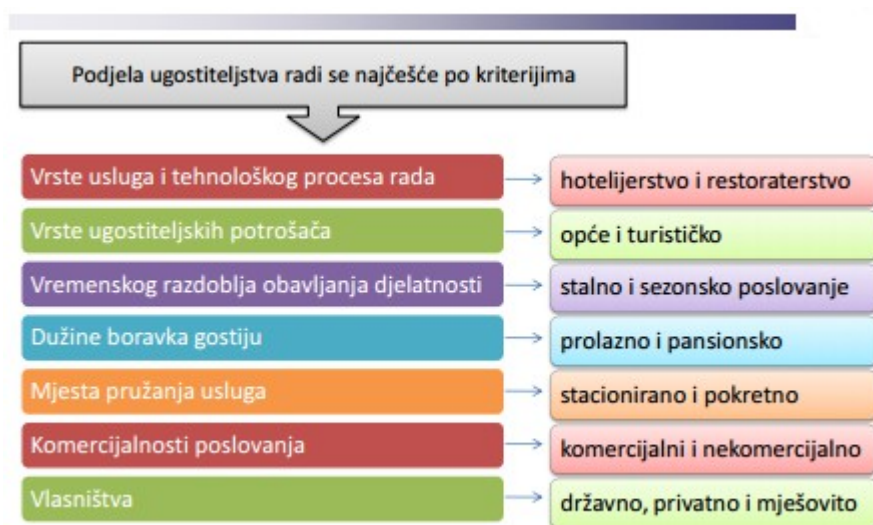 Podjela ugostiteljstva radi se najčešće po kriterijima
Vrste usluga i tehnološkog procesa rada
hotelijerstvo i restoraterstvo
Vrste ugostiteljskih potrošača
opće i turističko
Vremenskog razdoblja obavljanja djelatnosti
stalno i sezonsko poslovanje
Dužine boravka gostiju
prolazno i pansionsko
Mjesta pružanja usluga
stacionirano i pokretno
Komercijalnosti poslovanja
komercijalni i nekomercijalno
Vlasništva
državno, privatno i mješovito